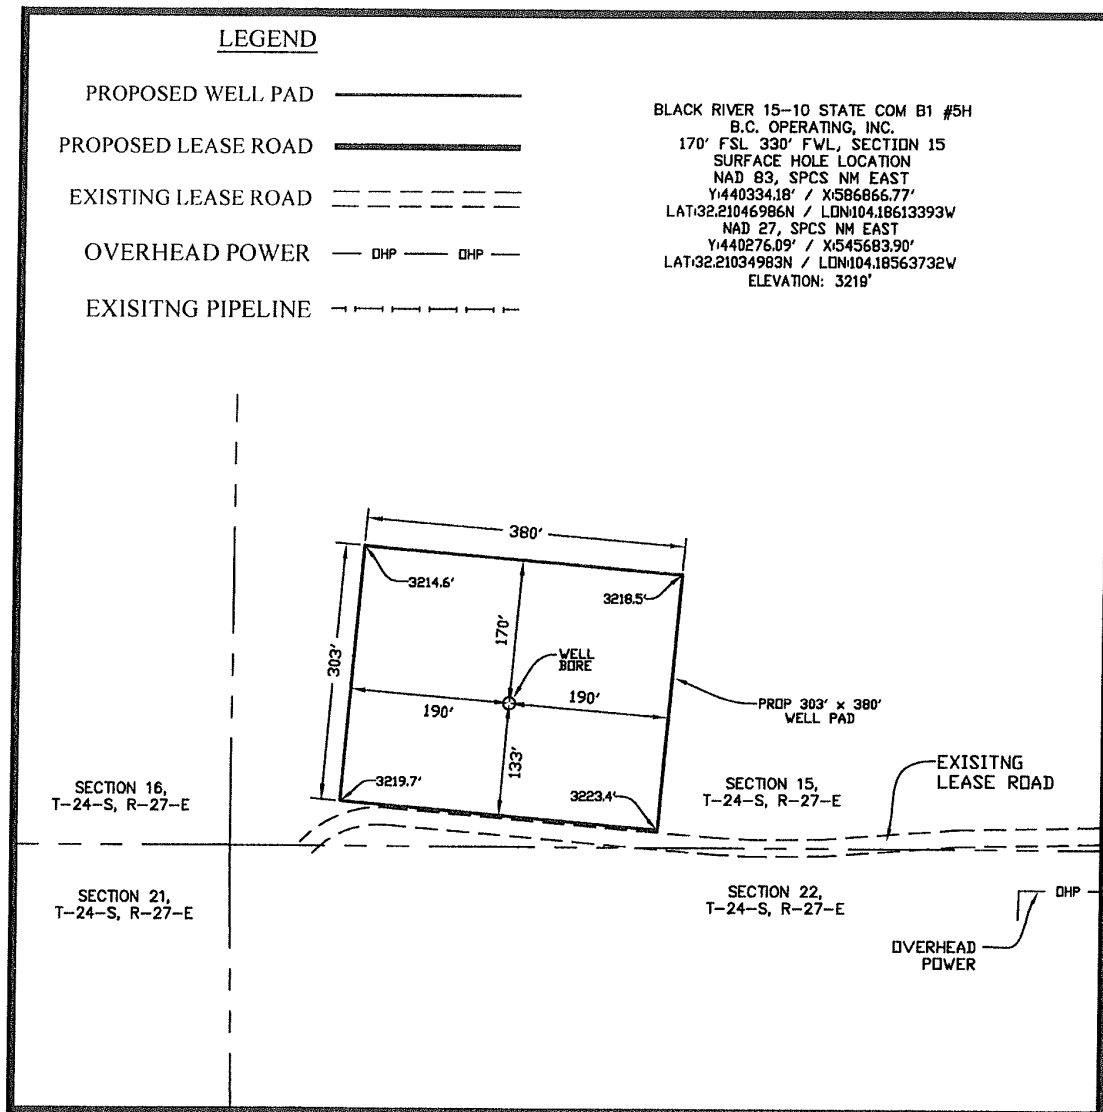 LEGEND
PROPOSED WELL PAD
PROPOSED LEASE ROAD
EXISTING LEASE ROAD
OVERHEAD POWER
OHP
OHP
EXISITNG PIPELINE
BLACK RIVER 15-10 STATE COM B1 #5H
B.C. OPERATING, INC.
170' FSL 330' FWL, SECTION 15
SURFACE HOLE LOCATION
NAD 83, SPCS NM EAST
Y:440334.18' / X:586866.77'
LAT:32.21046986N / LON:104.18613393W
NAD 27, SPCS NM EAST
Y:440276.09' / X:545683.90'
LAT:32.21034983N / LON:104.18563732W
ELEVATION: 3219'
380'
3214.6'
3218.5'
303'
170'
WELL
BORE
190'
190'
PROP 303' x 380'
WELL PAD
133'
3219.7'
3223.4'
SECTION 16,
T-24-S, R-27-E
SECTION 15,
T-24-S, R-27-E
EXISITNG
LEASE ROAD
SECTION 21,
T-24-S, R-27-E
SECTION 22,
T-24-S, R-27-E
OHP
OVERHEAD
POWER